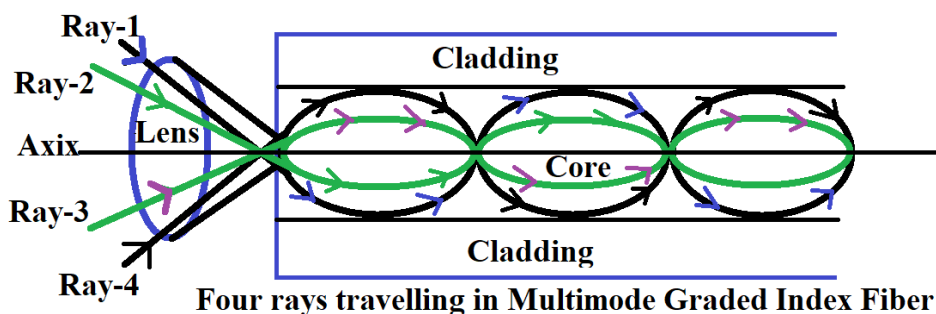 Ray-1
Cladding
Ray-2
Lens
Axix
Core
Ray-3
Cladding
Ray-4
Four rays travelling in Multimode Graded Index Fiber